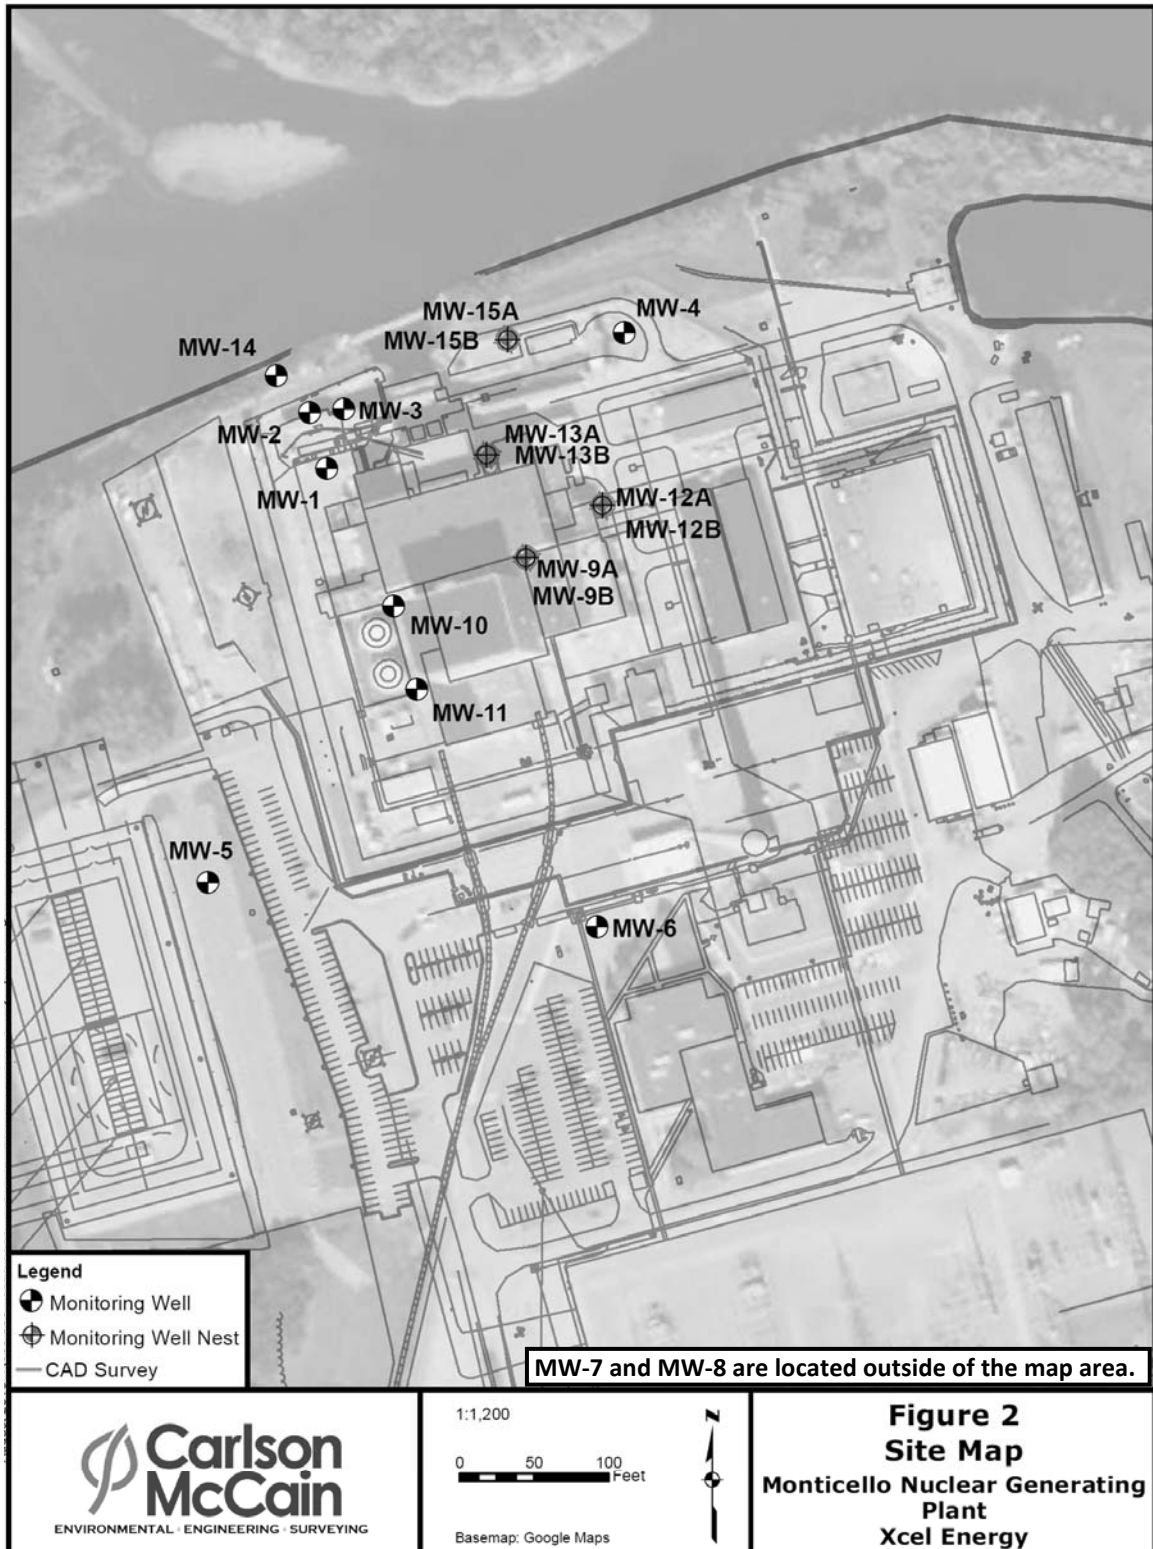 MW-15A
MW-4
MW-15B
MW-14
MW-3
MW-2
MW-13A
MW-13B
MW-1
MW-12A
MW-12B
MW-9A
MW-9B
MW-10
MW-11
MW-5
MW-6
Legend
Monitoring Well
Monitoring Well Nest
CAD Survey
MW-7 and MW-8 are located outside of the map area.
Carlson
McCain
ENVIRONMENTAL · ENGINEERING · SURVEYING
1:1,200
0 50 100
Feet
Basemap: Google Maps
N
Figure 2
Site Map
Monticello Nuclear Generating
Plant
Xcel Energy